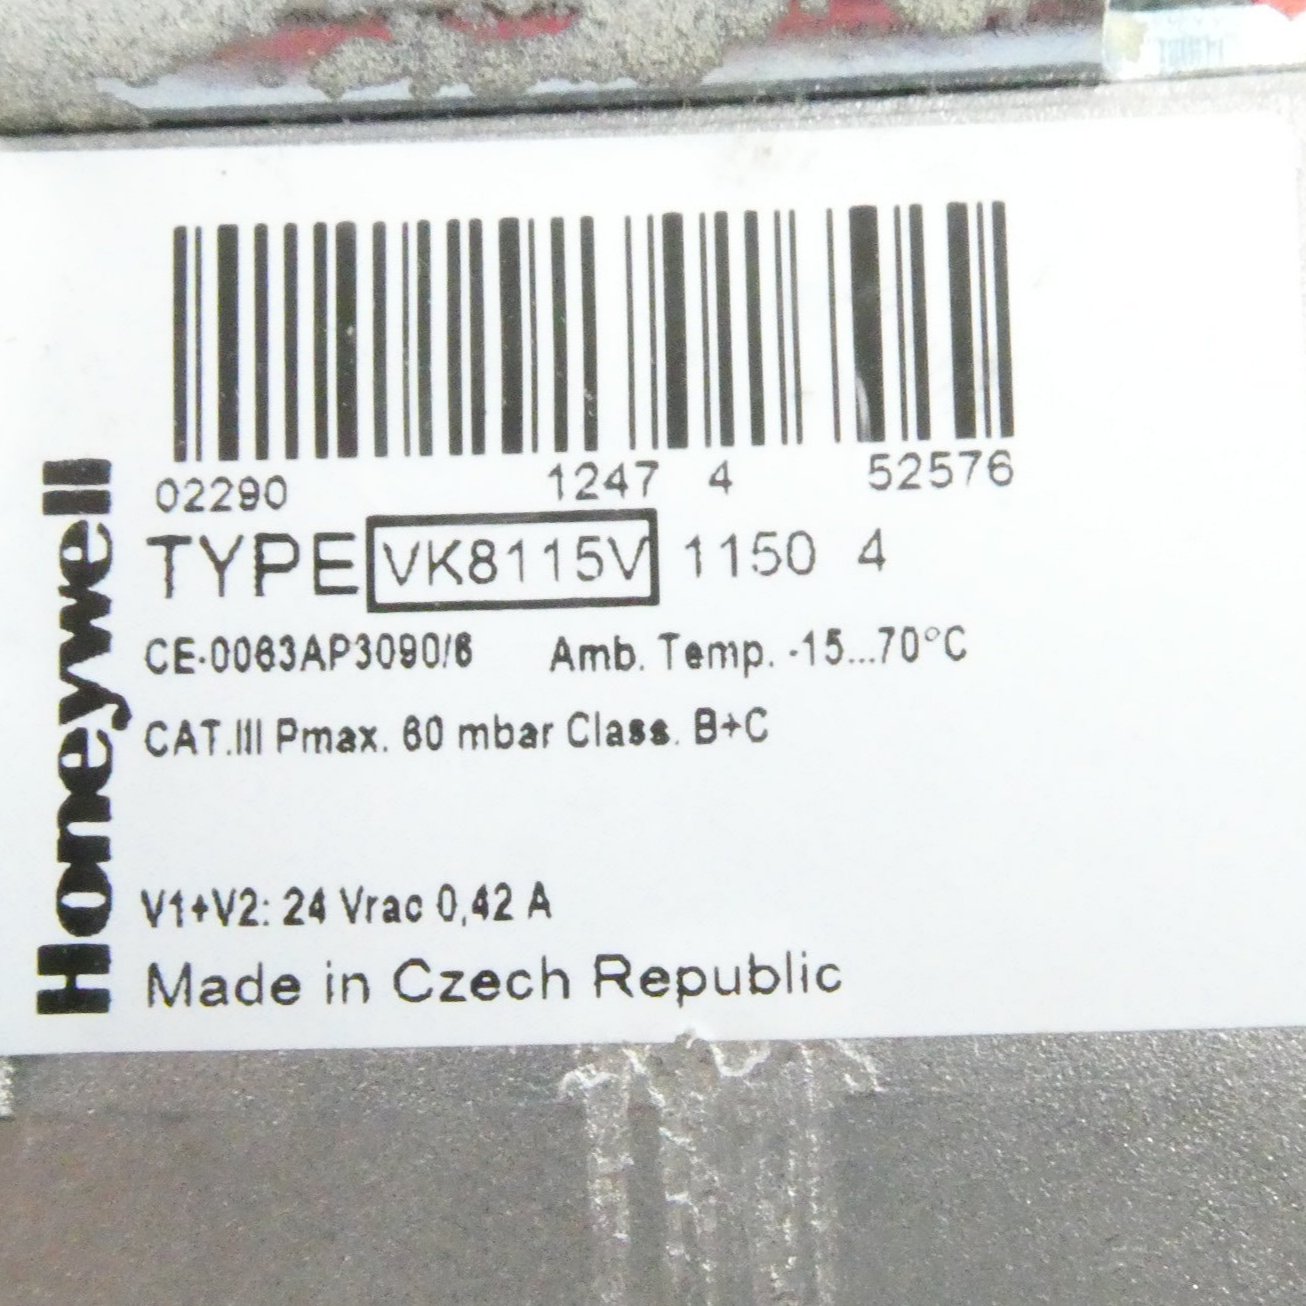 Honeywell
02290 1247 4 52576
TYPE VK8115V 1150 4
CE-0063AP3090/6 Amb. Temp. -15...70°C
CAT.III Pmax. 60 mbar Class. B+C
V1+V2: 24 Vrac 0,42 A
Made in Czech Republic